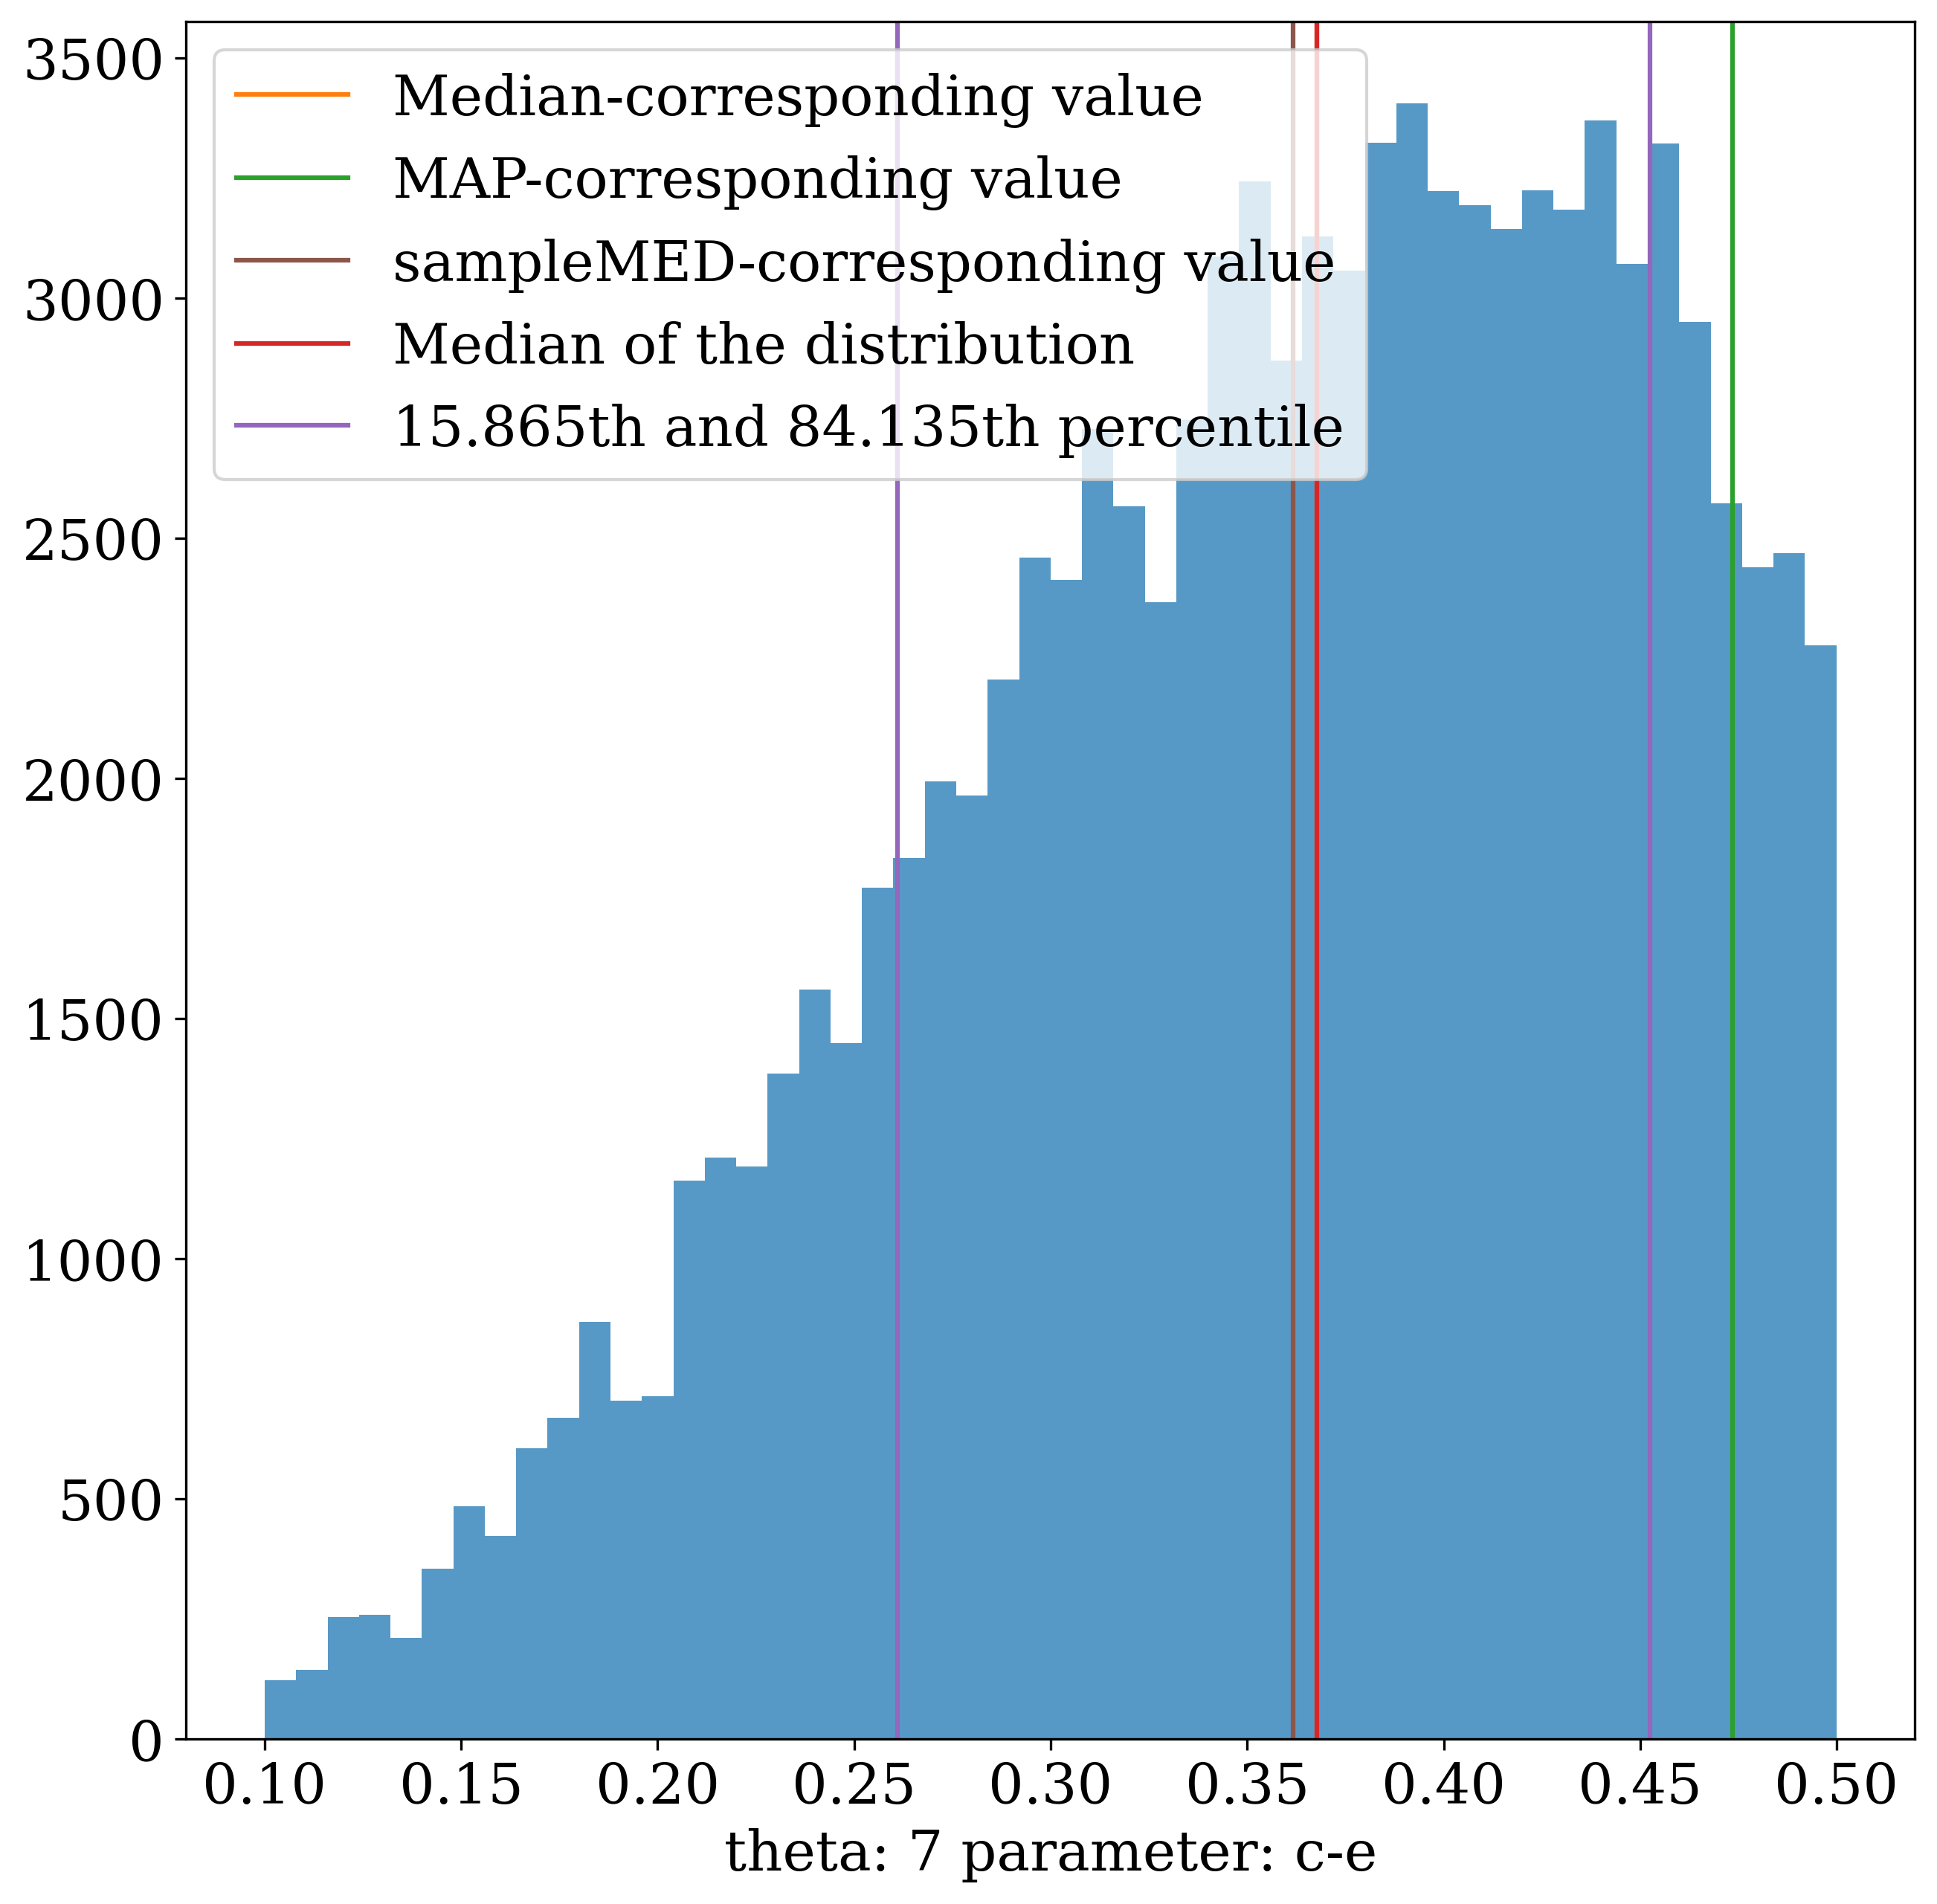 3500
3000
2500
2000
1500
1000
500
0
Median-corresponding value
MAP-corresponding value
sampleMED-corresponding value
Median of the distribution
15.865th and 84.135th percentile
0.10 0.15 0.20 0.25 0.30 0.35 0.40 0.45 0.50
theta: 7 parameter: c-e